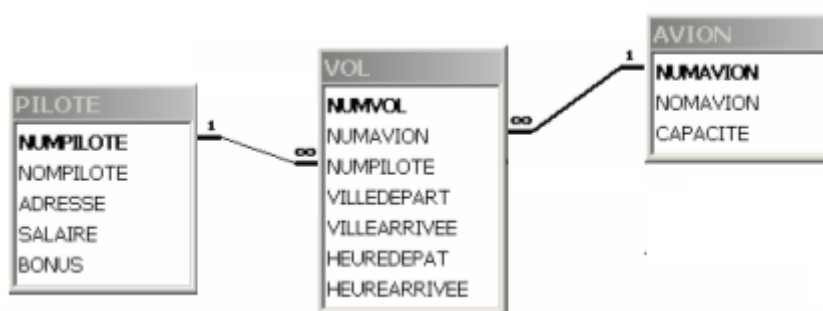 PILOTE
NUMPILOTE
NOMPILOTE
ADRESSE
SALAIRE
BONUS
1
∞
VOL
NUMVOL
NUMAVION
NUMPILOTE
VILLEDEPART
VILLEARRIVEE
HEUREDEPAT
HEUREARRIVEE
∞
1
AVION
NUMAVION
NOMAVION
CAPACITE